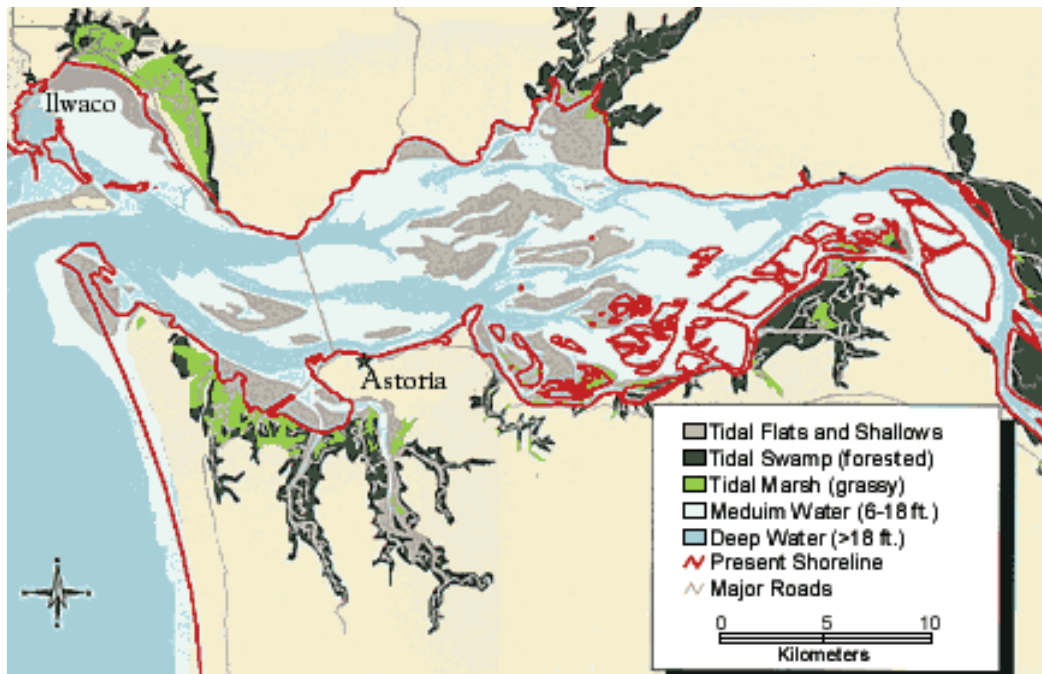 Ilwaco
Astoria
Tidal Flats and Shallows
Tidal Swamp (forested)
Tidal Marsh (grassy)
Meduim Water (6-18 ft.)
Deep Water (>18 ft.)
Present Shoreline
Major Roads
0 5 10
Kilometers